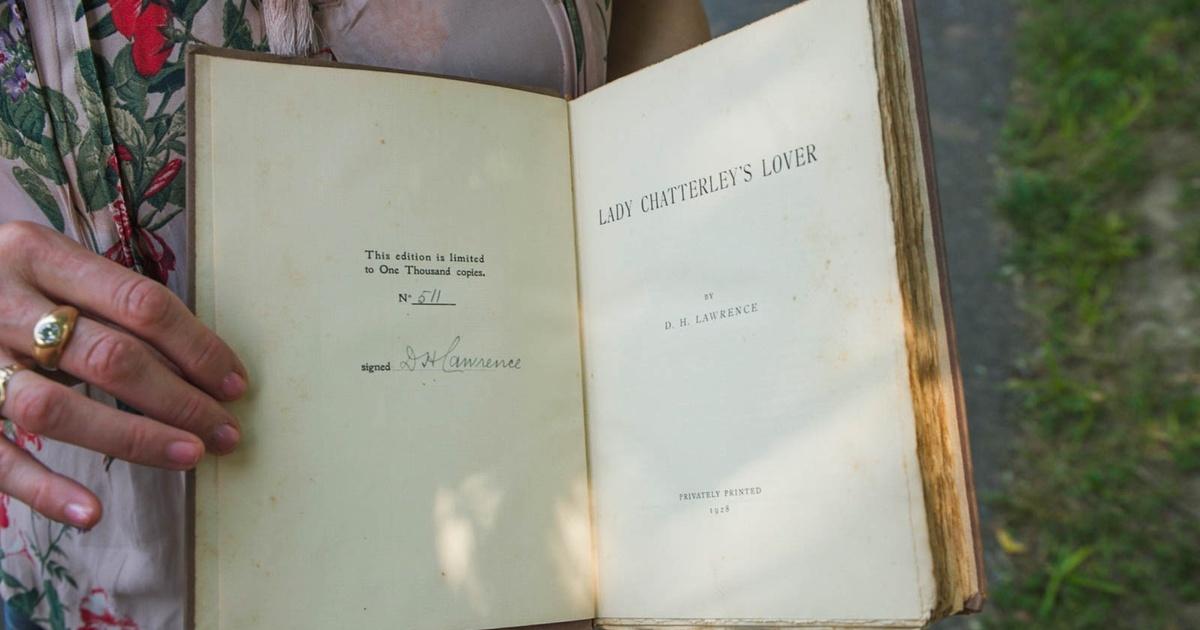 This edition is limited
to One Thousand copies.
Nº 511
signed D H Lawrence
LADY CHATTERLEY'S LOVER
BY
D. H. LAWRENCE
PRIVATELY PRINTED
1928